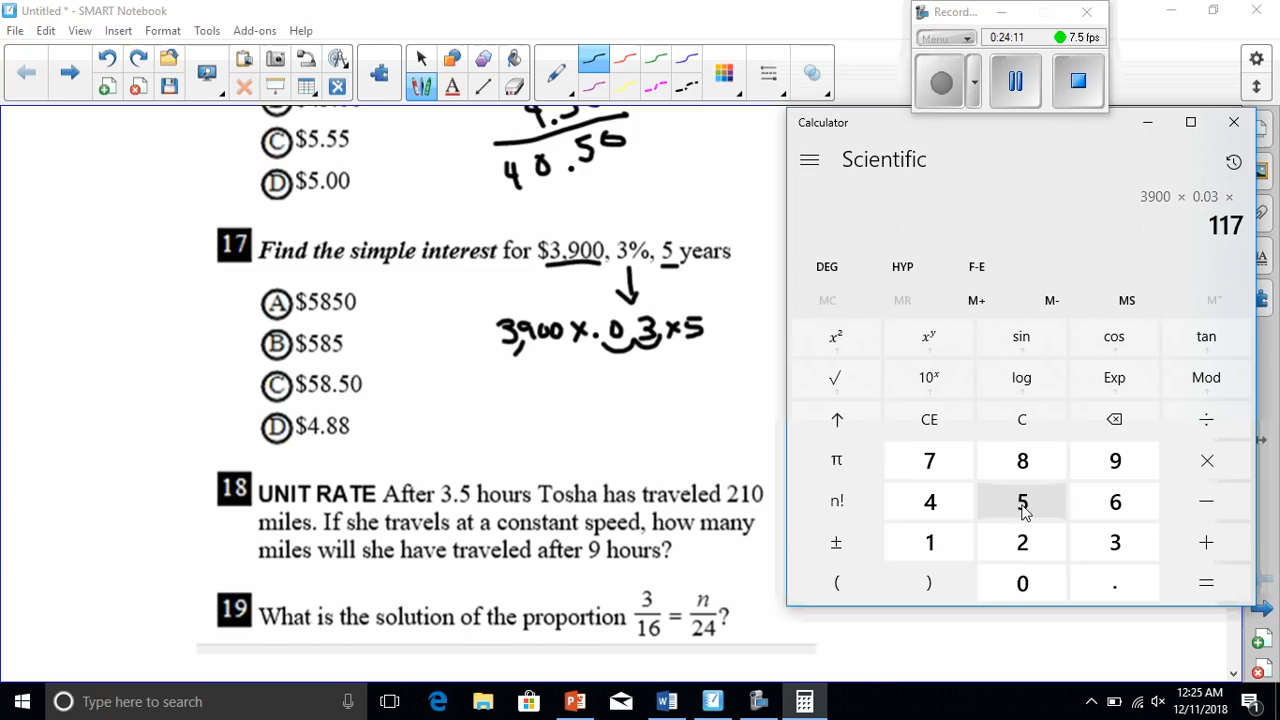 Untitled * - SMART Notebook
Record...
File Edit View Insert Format Tools Add-ons Help
Menu
0:24:11
7.5 fps
C $5.55
D $5.00
40.50
17 Find the simple interest for $3,900, 3%, 5 years
3,900 x .03, x 5
A $5850
B $585
C $58.50
D $4.88
18 UNIT RATE After 3.5 hours Tosha has traveled 210
miles. If she travels at a constant speed, how many
miles will she have traveled after 9 hours?
19 What is the solution of the proportion 3/16 = n/24?
Calculator
Scientific
3900 × 0.03 ×
117
DEG HYP F-E
MC MR M+ M- MS M˅
x² xʸ sin cos tan
√ 10ˣ log Exp Mod
↑ CE C ⌫ ÷
π 7 8 9 ×
n! 4 5 6 −
± 1 2 3 +
( ) 0 . =
Type here to search
12:25 AM
12/11/2018